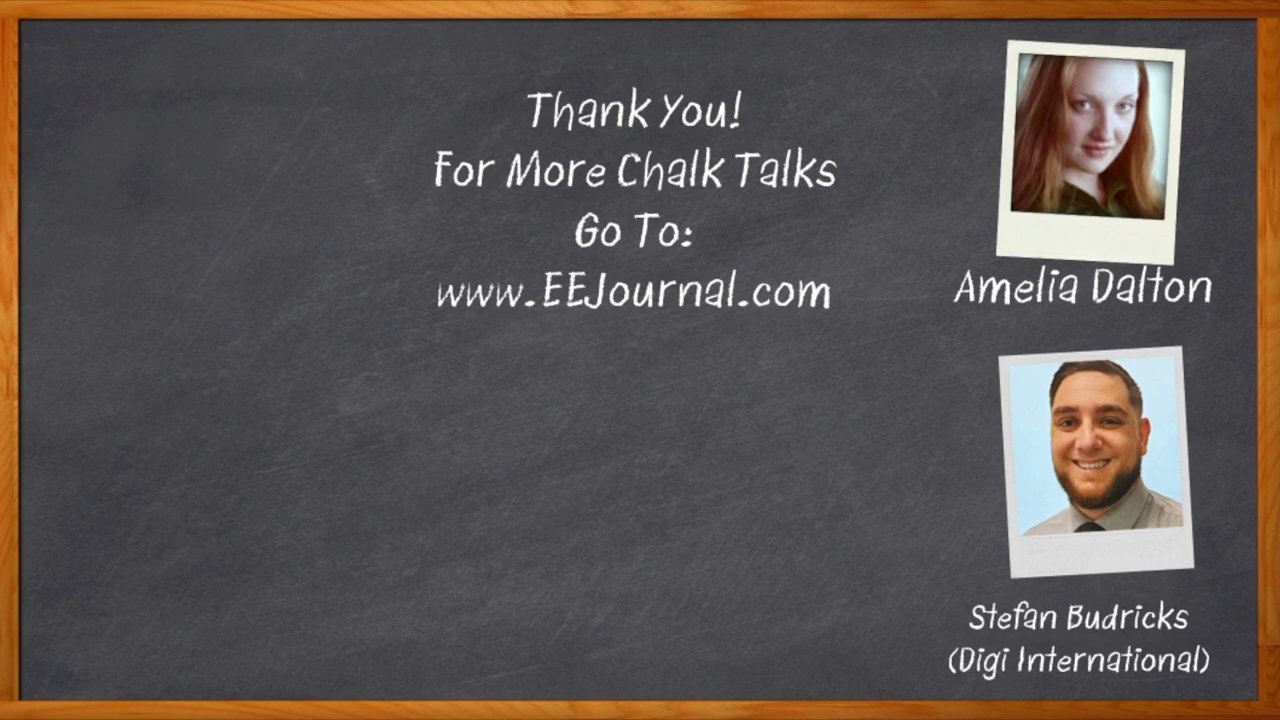 Thank You!
For More Chalk Talks
Go To:
www.EEJournal.com
Amelia Dalton
Stefan Budricks
(Digi International)